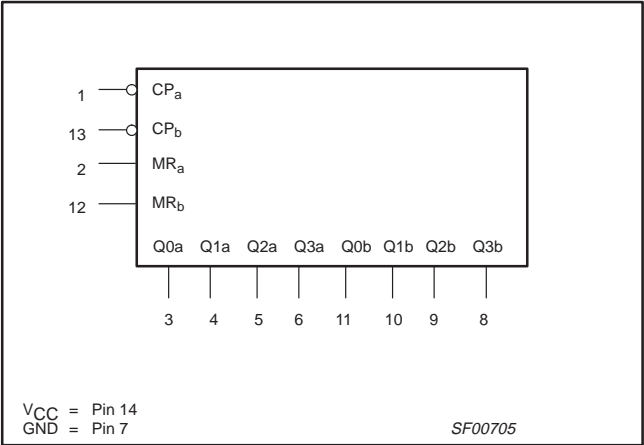 1 CPa
13 CPb
2 MRa
12 MRb
Q0a Q1a Q2a Q3a Q0b Q1b Q2b Q3b
3 4 5 6 11 10 9 8
VCC = Pin 14
GND = Pin 7
SF00705